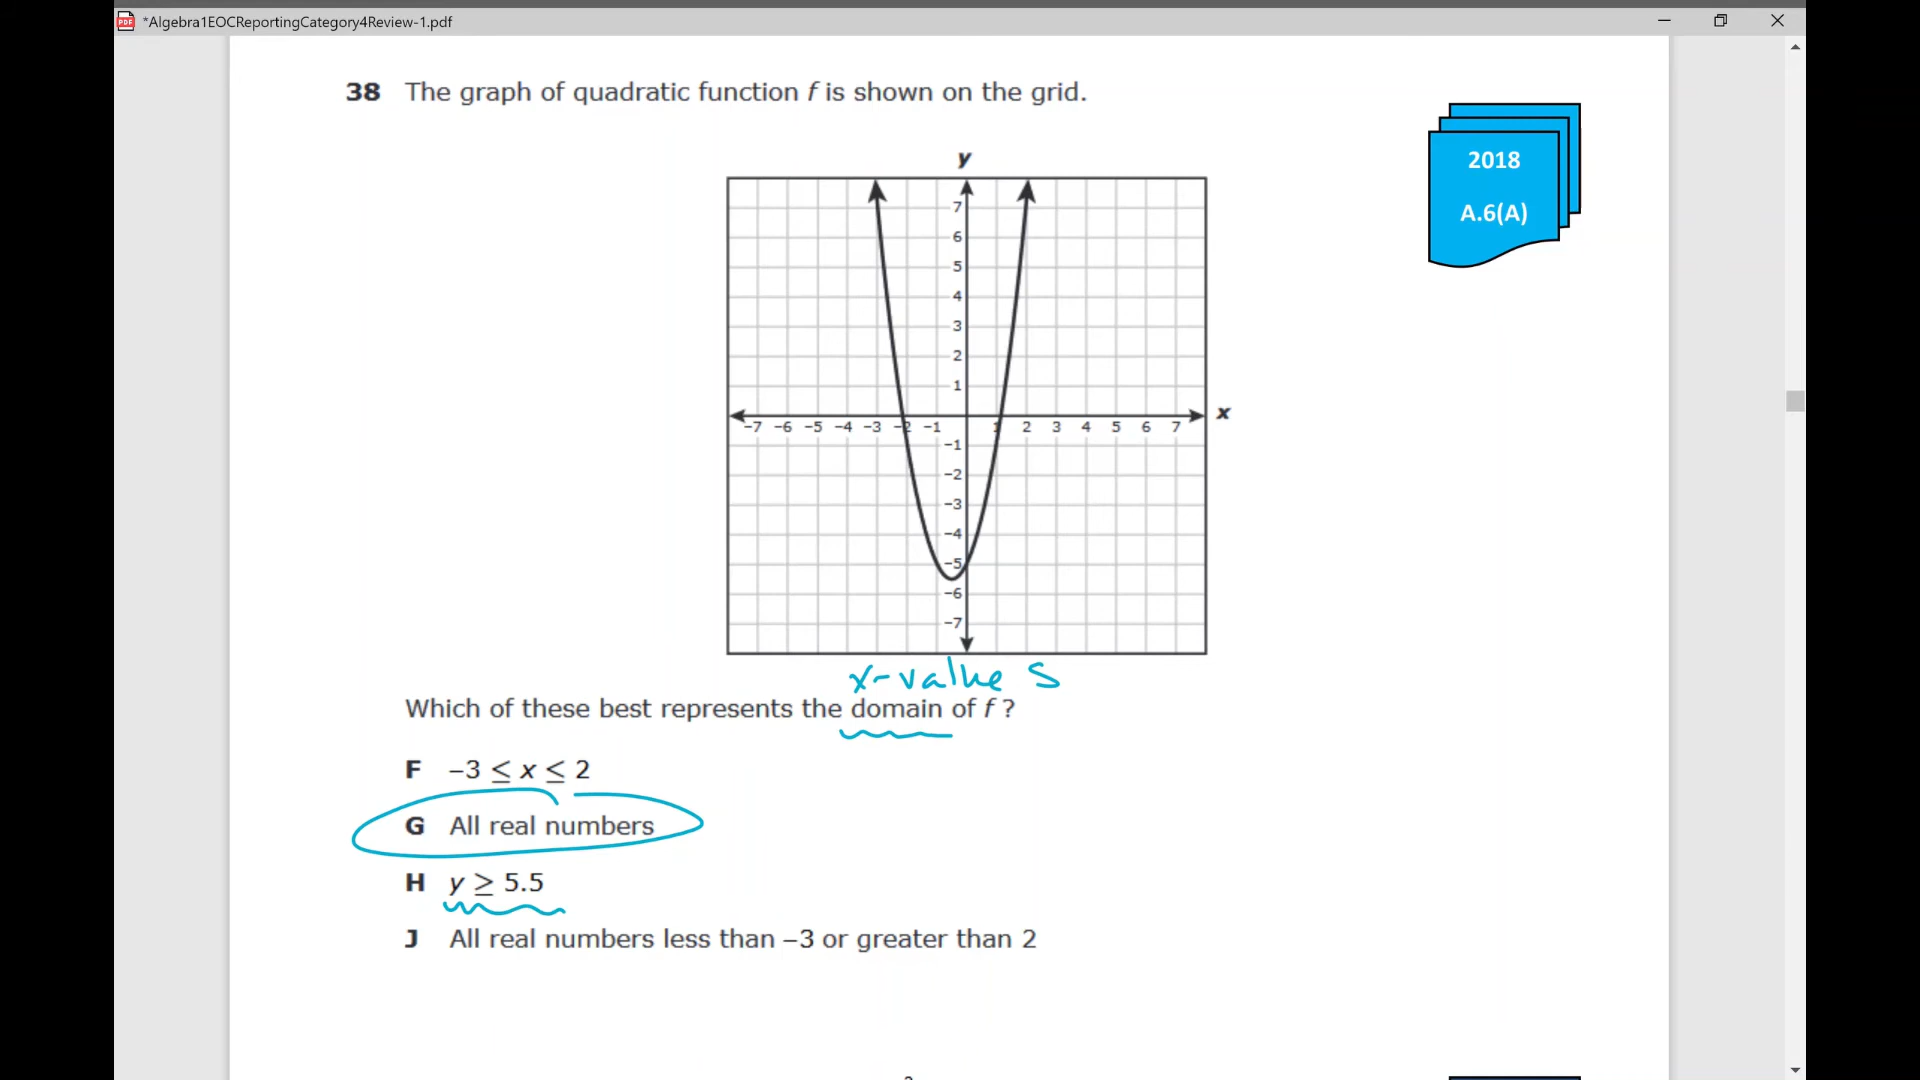 *Algebra1EOCReportingCategory4Review-1.pdf
38 The graph of quadratic function f is shown on the grid.
2018
A.6(A)
y
7
6
5
4
3
2
1
x
−7 −6 −5 −4 −3 −2 −1 1 2 3 4 5 6 7
−1
−2
−3
−4
−5
−6
−7
x-values
Which of these best represents the domain of f ?
F −3 ≤ x ≤ 2
G All real numbers
H y ≥ 5.5
J All real numbers less than −3 or greater than 2